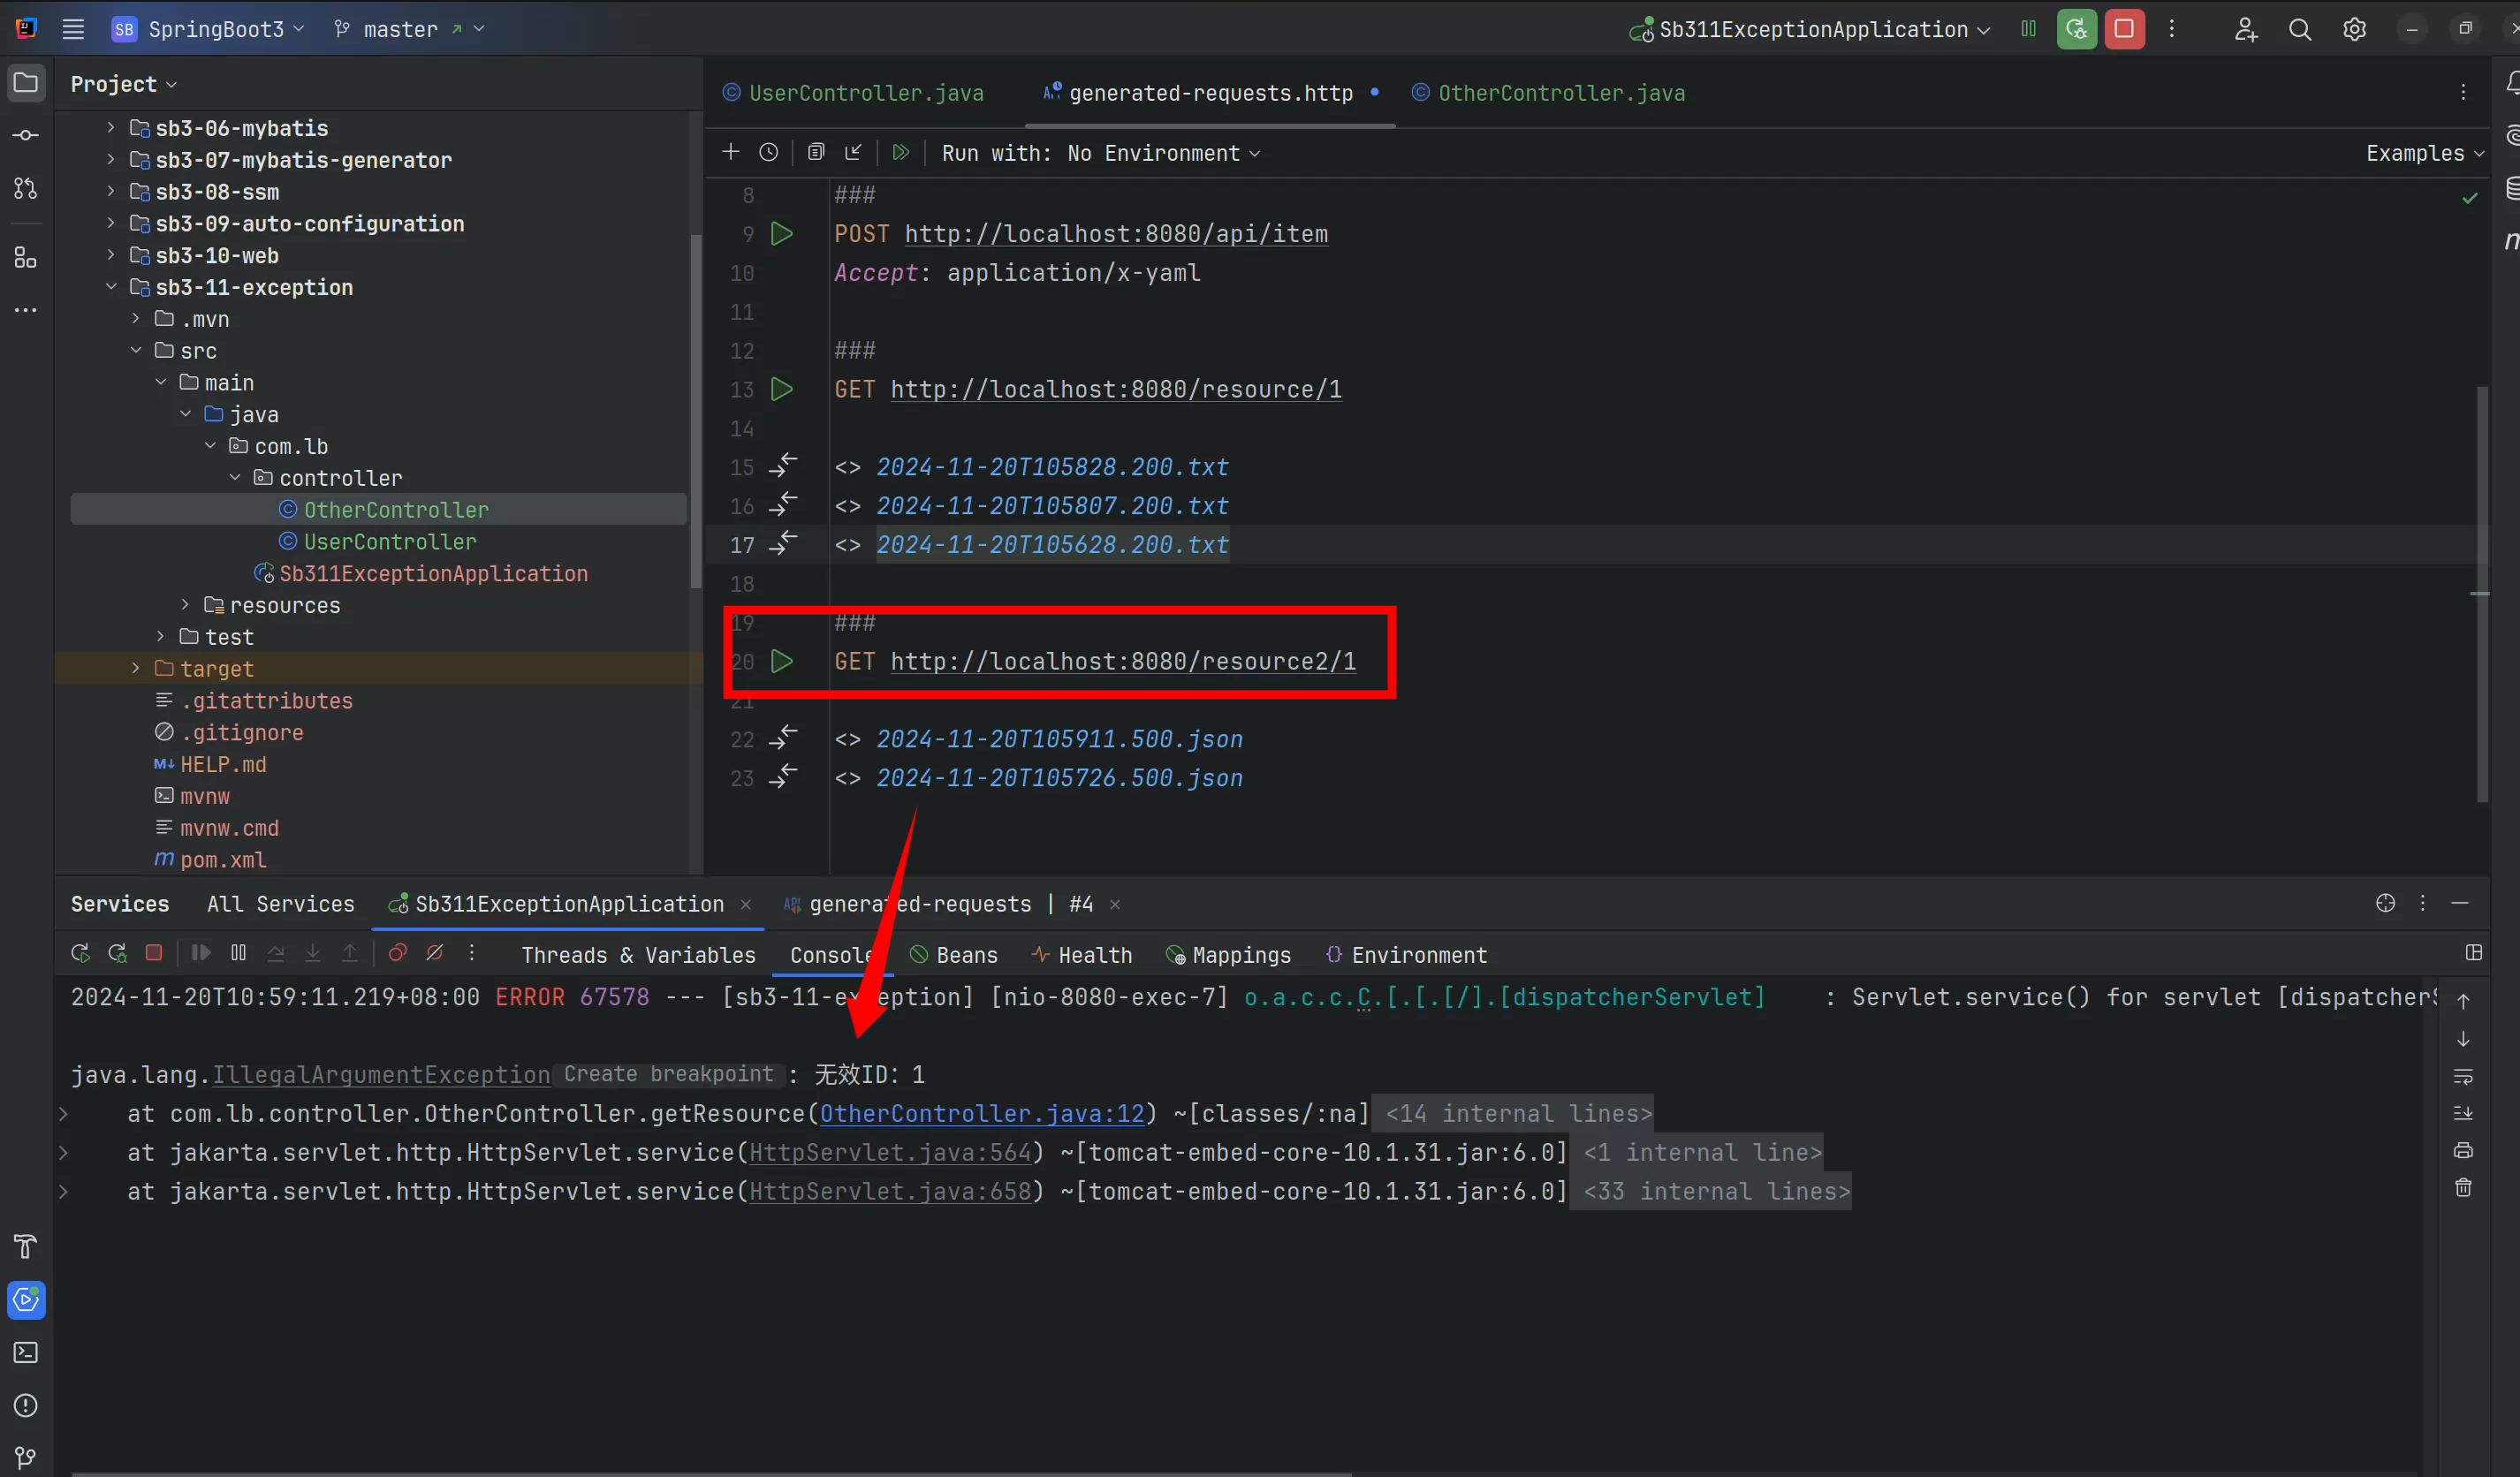 SB SpringBoot3 master Sb311ExceptionApplication
Project
sb3-06-mybatis
sb3-07-mybatis-generator
sb3-08-ssm
sb3-09-auto-configuration
sb3-10-web
sb3-11-exception
.mvn
src
main
java
com.lb
controller
OtherController
UserController
Sb311ExceptionApplication
resources
test
target
.gitattributes
.gitignore
HELP.md
mvnw
mvnw.cmd
pom.xml
UserController.java generated-requests.http OtherController.java
Run with: No Environment Examples
8 ###
9 POST http://localhost:8080/api/item
10 Accept: application/x-yaml
11
12 ###
13 GET http://localhost:8080/resource/1
14
15 <> 2024-11-20T105828.200.txt
16 <> 2024-11-20T105807.200.txt
17 <> 2024-11-20T105628.200.txt
18
19 ###
20 GET http://localhost:8080/resource2/1
21
22 <> 2024-11-20T105911.500.json
23 <> 2024-11-20T105726.500.json
Services All Services Sb311ExceptionApplication generated-requests | #4
Threads & Variables Console Beans Health Mappings Environment
2024-11-20T10:59:11.219+08:00 ERROR 67578 --- [sb3-11-exception] [nio-8080-exec-7] o.a.c.c.C.[.[.[/].[dispatcherServlet] : Servlet.service() for servlet [dispatcherS
java.lang.IllegalArgumentException Create breakpoint : 无效ID：1
at com.lb.controller.OtherController.getResource(OtherController.java:12) ~[classes/:na] <14 internal lines>
at jakarta.servlet.http.HttpServlet.service(HttpServlet.java:564) ~[tomcat-embed-core-10.1.31.jar:6.0] <1 internal line>
at jakarta.servlet.http.HttpServlet.service(HttpServlet.java:658) ~[tomcat-embed-core-10.1.31.jar:6.0] <33 internal lines>